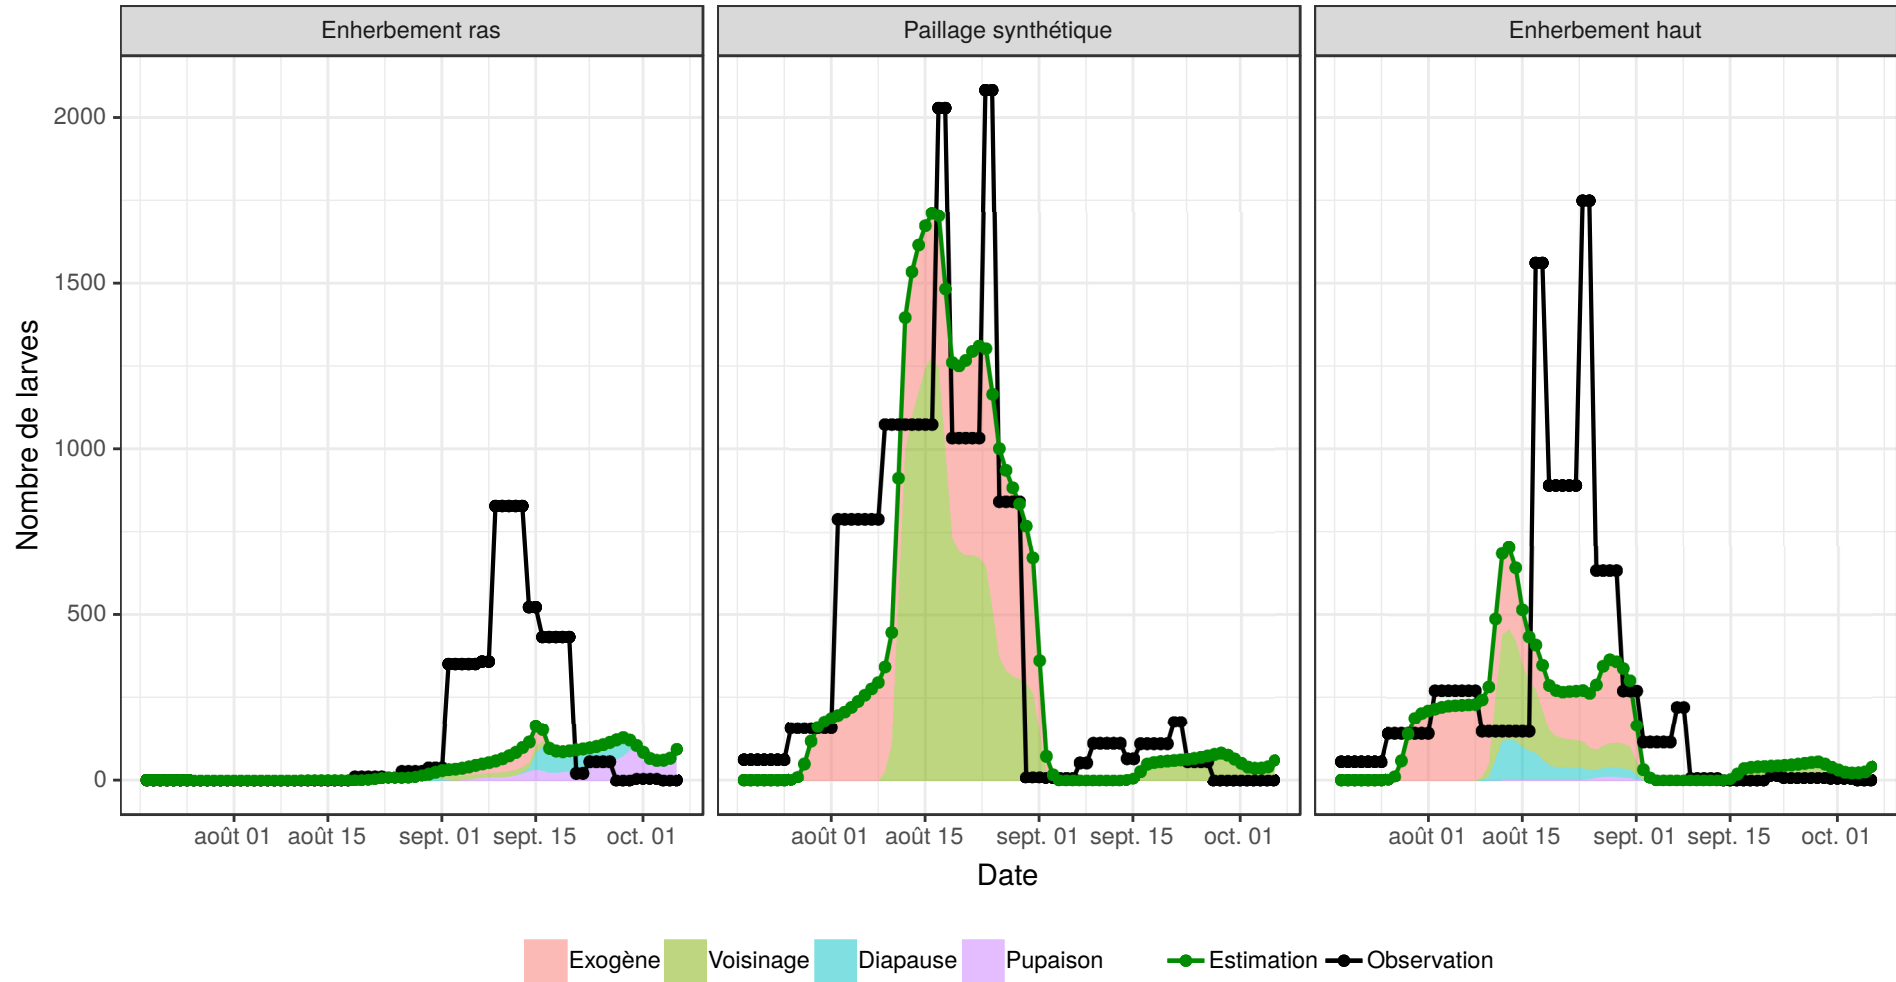 Enherbement ras
Paillage synthétique
Enherbement haut
Nombre de larves
2000
1500
1000
500
0
août 01 août 15 sept. 01 sept. 15 oct. 01
août 01 août 15 sept. 01 sept. 15 oct. 01
août 01 août 15 sept. 01 sept. 15 oct. 01
Date
Exogène Voisinage Diapause Pupaison Estimation Observation